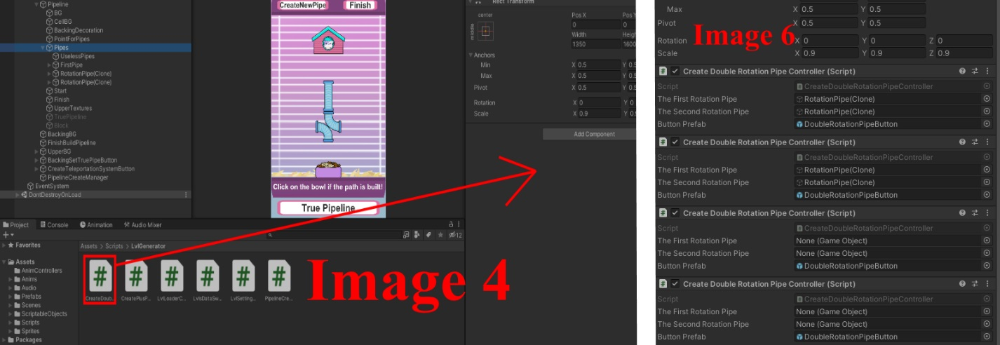 Pipeline
BG
CellBG
BackingDecoration
PointForPipes
Pipes
UselessPipes
FirstPipe
RotationPipe(Clone)
RotationPipe(Clone)
Start
Finish
UpperTextures
TruePipeline
Block
BackingBG
FinishBuildPipeline
UpperBG
BackingSetTruePipeButton
CreateTeleportationSystemButton
PipelineCreateManager
EventSystem
DontDestroyOnLoad
CreateNewPipe
Finish
Click on the bowl if the path is built!
True Pipeline
Rect Transform
center
middle
Pos X
Pos Y
0
0
Width
Heigh
1350
1600
Anchors
Min X 0.5 Y 0.5
Max X 0.5 Y 0.5
Pivot X 0.5 Y 0.5
Rotation X 0 Y 0
Scale X 0.9 Y 0.9
Add Component
Project Console Animation Audio Mixer
12
Favorites
Assets
AnimControllers
Anims
Audio
Prefabs
Scenes
ScriptableObjects
Scripts
Sprites
Packages
Assets > Scripts > LvlGenerator
CreateDoub...
CreatePlusP...
LvlLoaderC...
LvlsDataSw...
LvlSetting...
PipelineCre...
Image 4
Max X 0.5 Y 0.5
Pivot X 0.5 Y 0.5
Image 6
Rotation X 0 Y 0 Z 0
Scale X 0.9 Y 0.9 Z 0.9
# Create Double Rotation Pipe Controller (Script)
Script CreateDoubleRotationPipeController
The First Rotation Pipe RotationPipe(Clone)
The Second Rotation Pipe RotationPipe(Clone)
Button Prefab DoubleRotationPipeButton
# Create Double Rotation Pipe Controller (Script)
Script CreateDoubleRotationPipeController
The First Rotation Pipe RotationPipe(Clone)
The Second Rotation Pipe RotationPipe(Clone)
Button Prefab DoubleRotationPipeButton
# Create Double Rotation Pipe Controller (Script)
Script CreateDoubleRotationPipeController
The First Rotation Pipe None (Game Object)
The Second Rotation Pipe None (Game Object)
Button Prefab DoubleRotationPipeButton
# Create Double Rotation Pipe Controller (Script)
Script CreateDoubleRotationPipeController
The First Rotation Pipe None (Game Object)
The Second Rotation Pipe None (Game Object)
Button Prefab DoubleRotationPipeButton